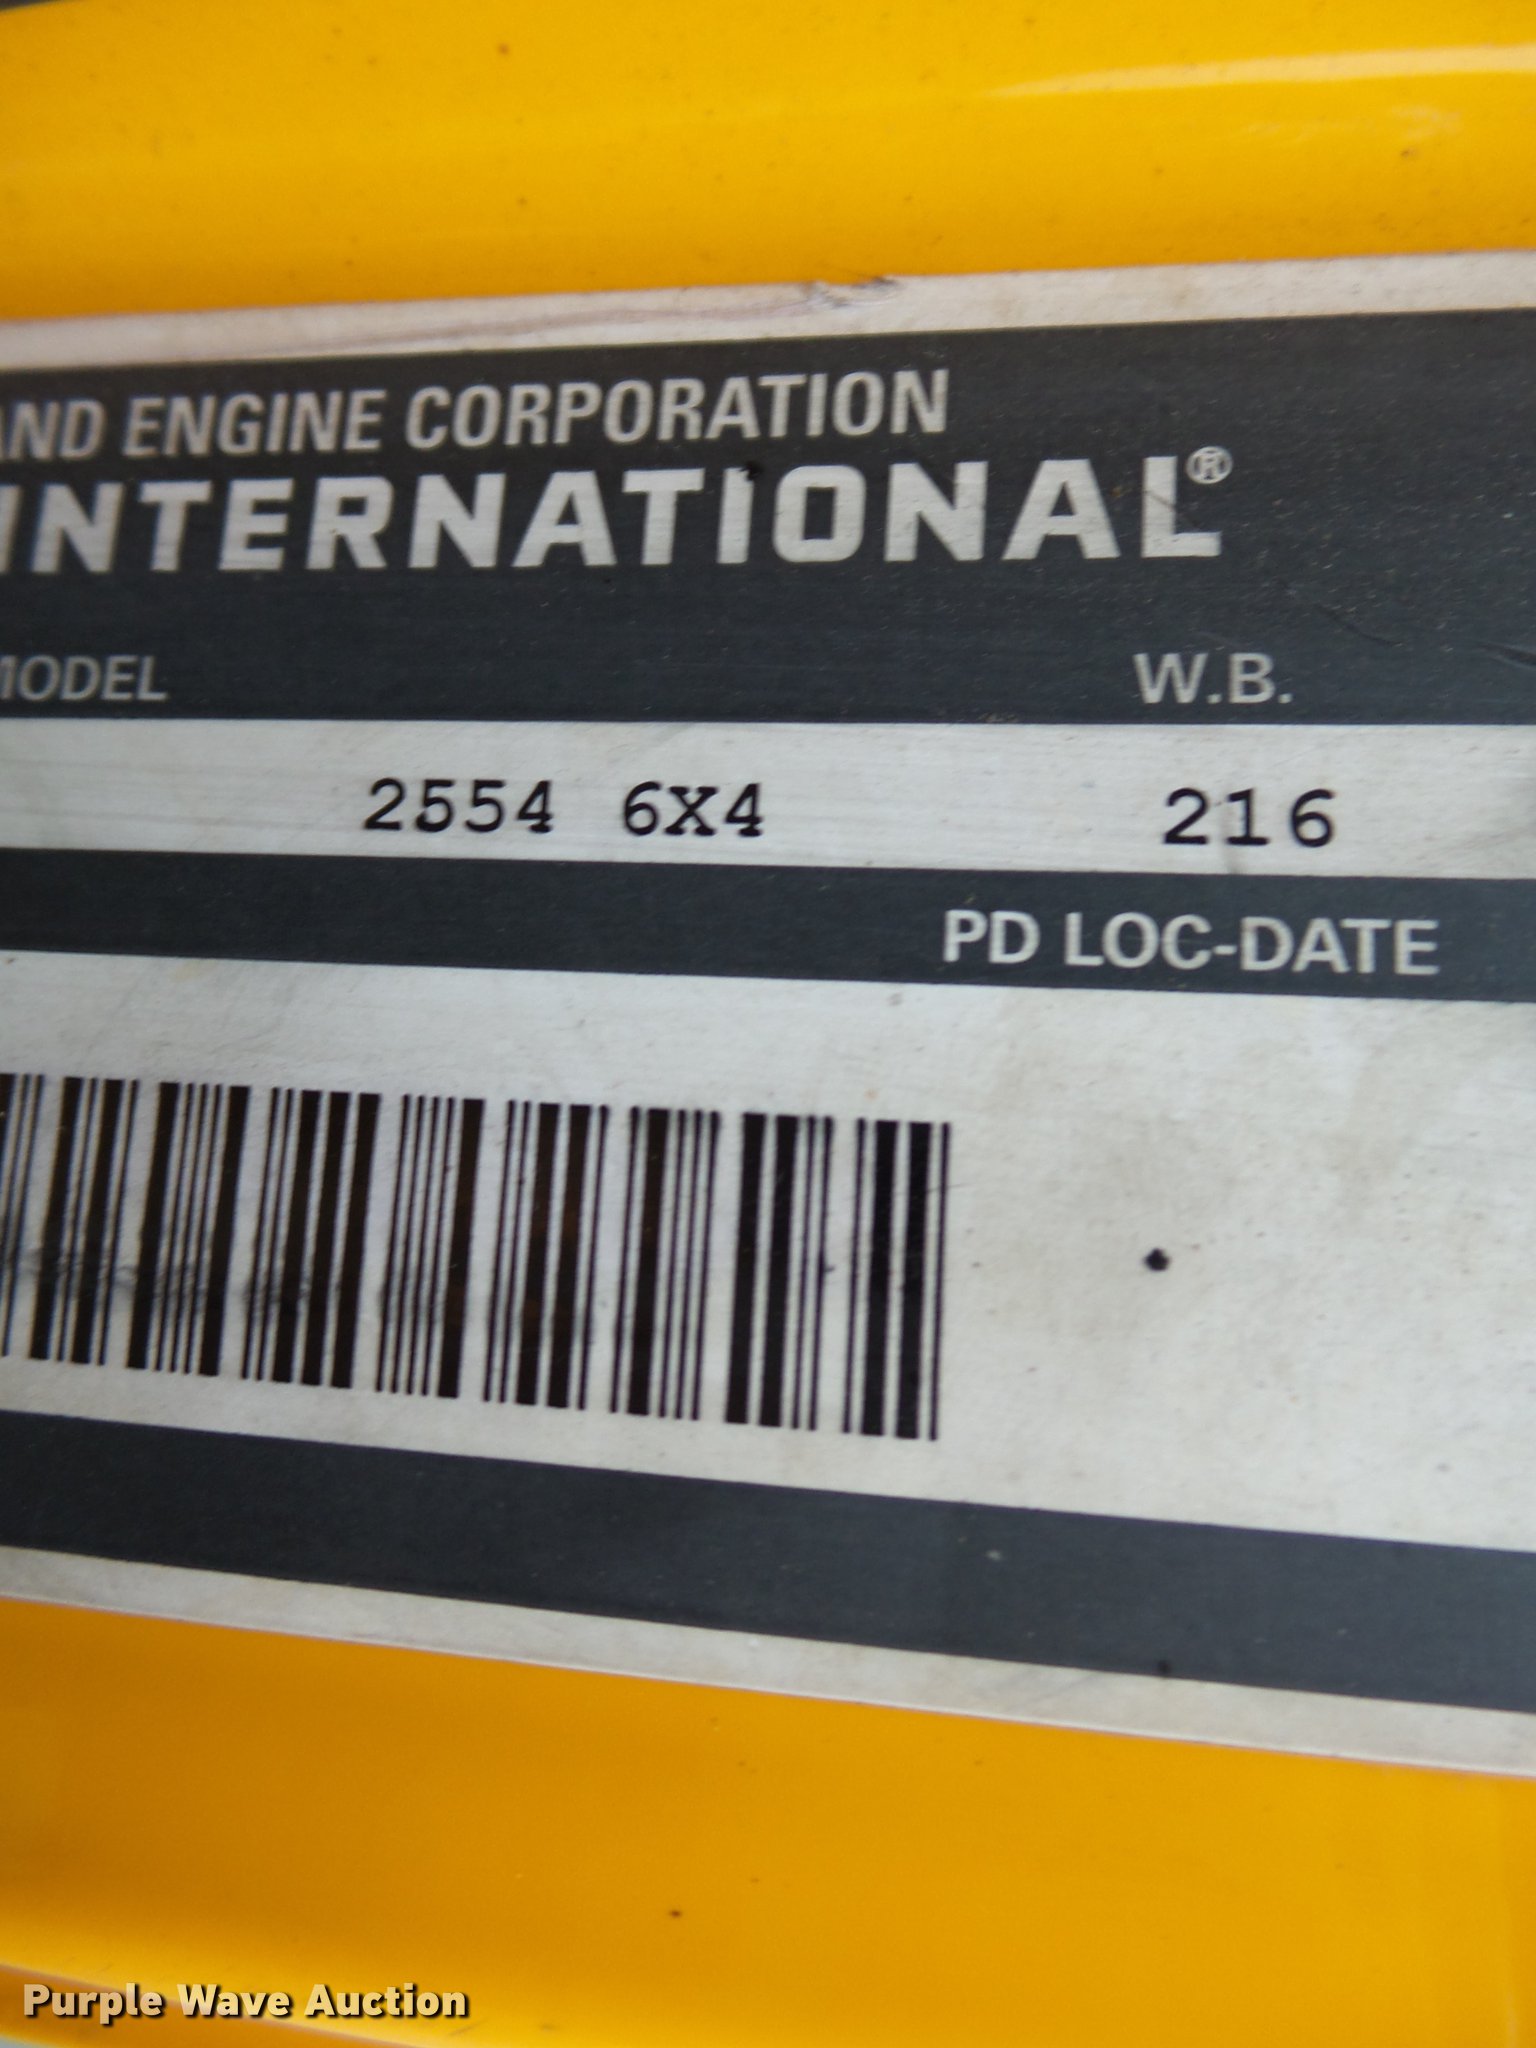 AND ENGINE CORPORATION
INTERNATIONAL®
MODEL W.B.
2554 6X4 216
PD LOC-DATE
Purple Wave Auction